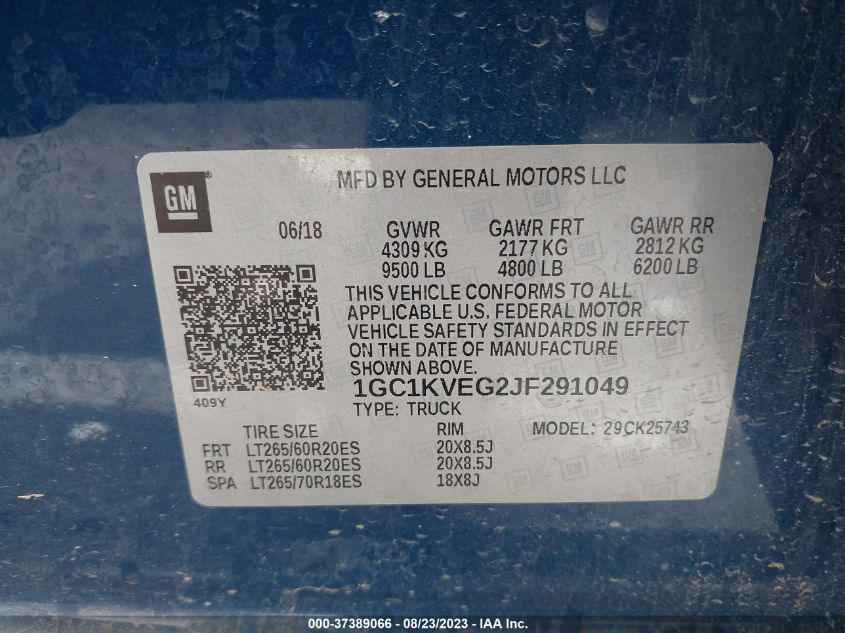 GM
MFD BY GENERAL MOTORS LLC
06/18 GVWR GAWR FRT GAWR RR
4309 KG 2177 KG 2812 KG
9500 LB 4800 LB 6200 LB
THIS VEHICLE CONFORMS TO ALL
APPLICABLE U.S. FEDERAL MOTOR
VEHICLE SAFETY STANDARDS IN EFFECT
ON THE DATE OF MANUFACTURE
SHOWN ABOVE.
1GC1KVEG2JF291049
409Y
TYPE: TRUCK
TIRE SIZE RIM MODEL: 29CK25743
FRT LT265/60R20ES 20X8.5J
RR LT265/60R20ES 20X8.5J
SPA LT265/70R18ES 18X8J
000-37389066 - 08/23/2023 - IAA Inc.